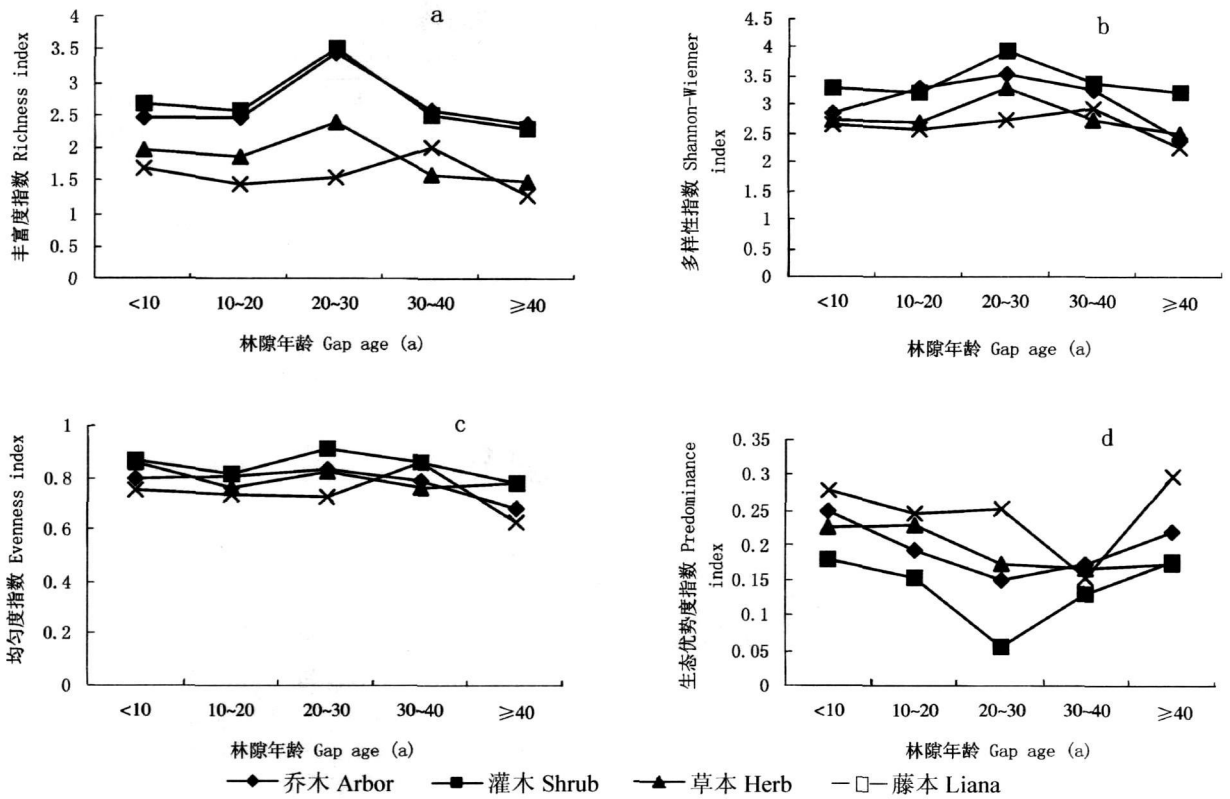 a
4
3.5
3
2.5
2
1.5
1
0.5
0
丰富度指数 Richness index
<10 10~20 20~30 30~40 ≥40
林隙年龄 Gap age (a)
b
4.5
4
3.5
3
2.5
2
1.5
1
0.5
0
多样性指数 Shannon-Wienner
index
<10 10~20 20~30 30~40 ≥40
林隙年龄 Gap age (a)
c
1
0.8
0.6
0.4
0.2
0
均匀度指数 Evenness index
<10 10~20 20~30 30~40 ≥40
林隙年龄 Gap age (a)
d
0.35
0.3
0.25
0.2
0.15
0.1
0.05
0
生态优势度指数 Predominance
index
<10 10~20 20~30 30~40 ≥40
林隙年龄 Gap age (a)
乔木 Arbor 灌木 Shrub 草本 Herb 藤本 Liana